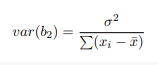 var(b₂) = σ² / ∑(xᵢ − x̄)